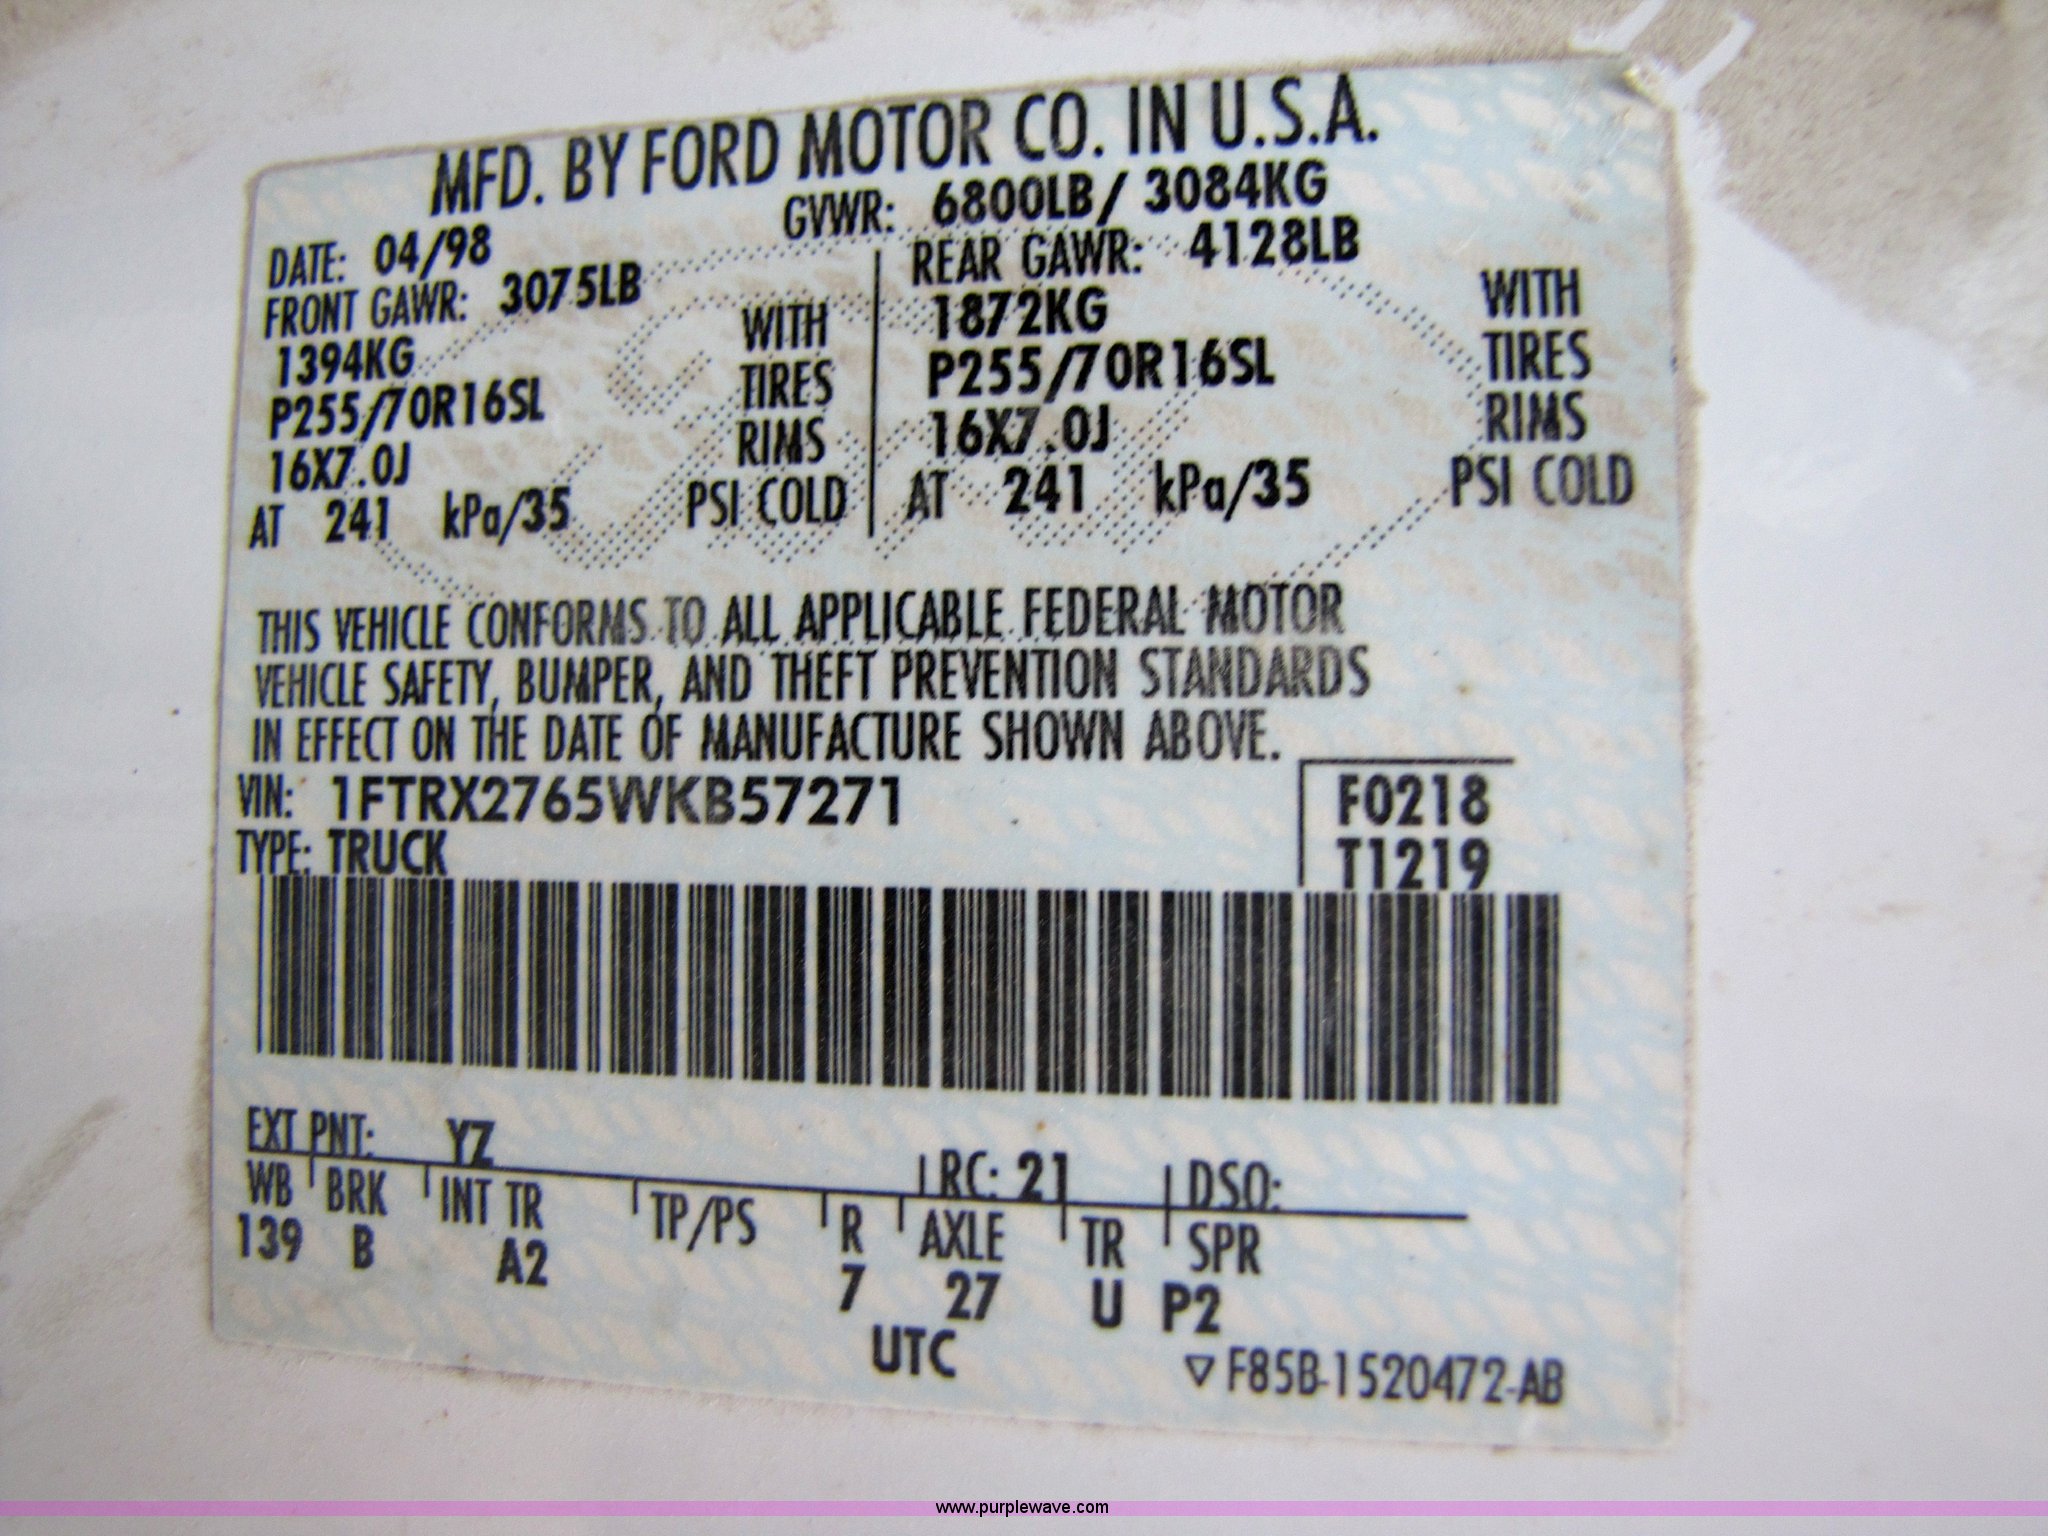 MFD. BY FORD MOTOR CO. IN U.S.A.
DATE: 04/98 GVWR: 6800LB/ 3084KG
FRONT GAWR: 3075LB
1394KG WITH
P255/70R16SL TIRES
16X7.0J RIMS
AT 241 kPa/35 PSI COLD
REAR GAWR: 4128LB
1872KG WITH
P255/70R16SL TIRES
16X7.0J RIMS
AT 241 kPa/35 PSI COLD
THIS VEHICLE CONFORMS TO ALL APPLICABLE FEDERAL MOTOR
VEHICLE SAFETY, BUMPER, AND THEFT PREVENTION STANDARDS
IN EFFECT ON THE DATE OF MANUFACTURE SHOWN ABOVE.
VIN: 1FTRX2765WKB57271 F0218
TYPE: TRUCK T1219
EXT PNT: YZ RC: 21 DSO:
WB BRK INT TR TP/PS R AXLE TR SPR
139 B A2 7 27 U P2
UTC
▽ F85B-1520472-AB
www.purplewave.com